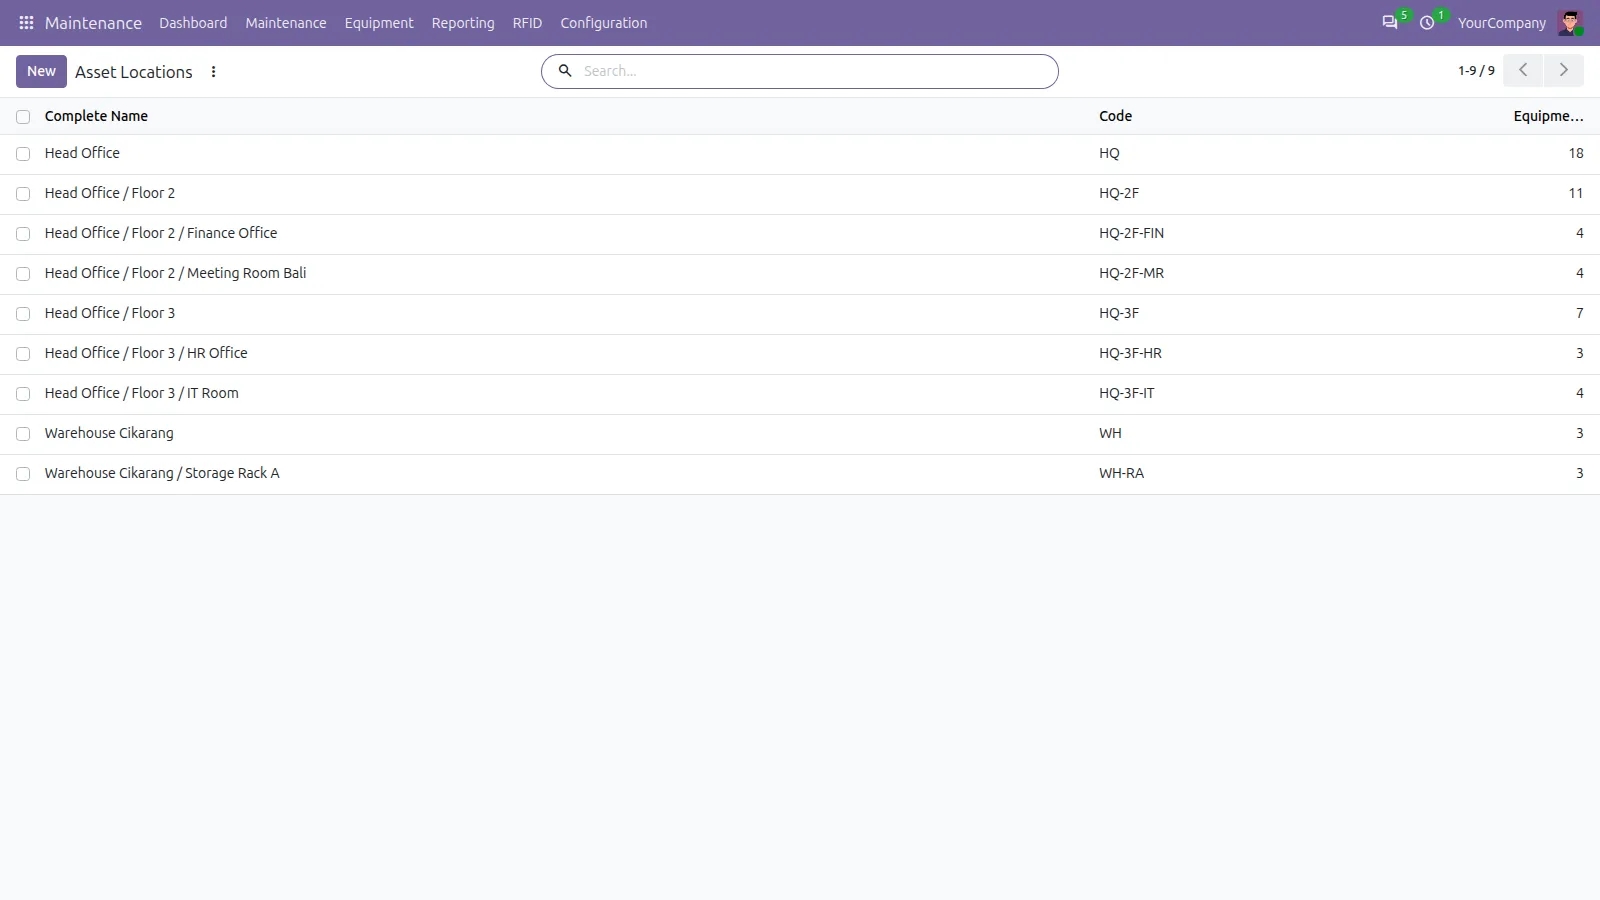 Maintenance Dashboard Maintenance Equipment Reporting RFID Configuration 5 1 YourCompany
New Asset Locations Search... 1-9 / 9
Complete Name Code Equipme...
Head Office HQ 18
Head Office / Floor 2 HQ-2F 11
Head Office / Floor 2 / Finance Office HQ-2F-FIN 4
Head Office / Floor 2 / Meeting Room Bali HQ-2F-MR 4
Head Office / Floor 3 HQ-3F 7
Head Office / Floor 3 / HR Office HQ-3F-HR 3
Head Office / Floor 3 / IT Room HQ-3F-IT 4
Warehouse Cikarang WH 3
Warehouse Cikarang / Storage Rack A WH-RA 3